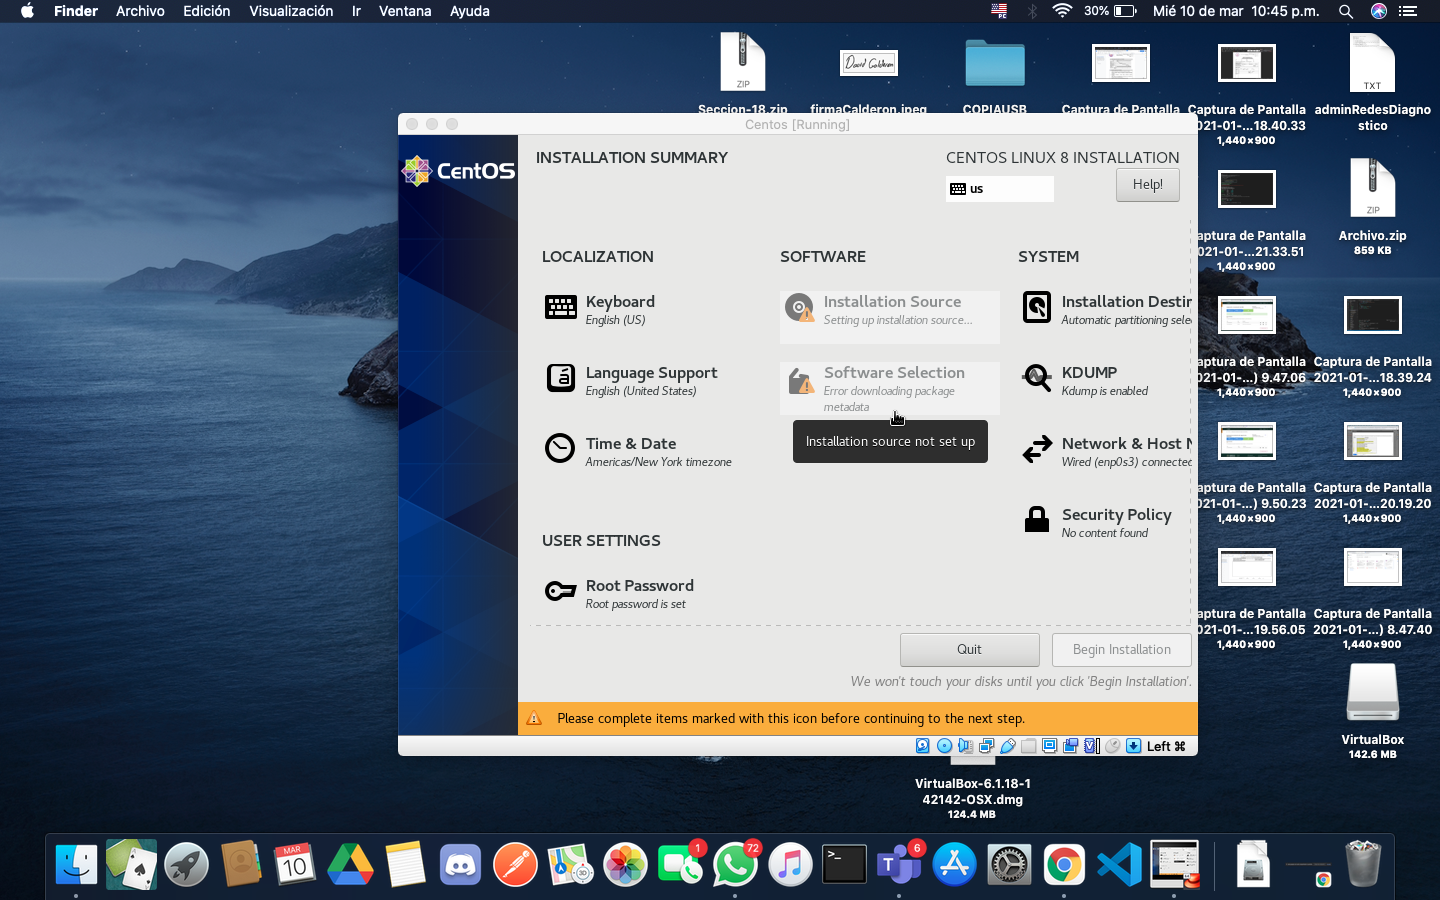 Finder Archivo Edición Visualización Ir Ventana Ayuda
PC 30% Mié 10 de mar 10:45 p.m.
ZIP
Seccion-18.zip
David Calderon
firmaCalderon.jpeg
COPIAUSB
Captura de Pantalla
Captura de Pantalla
2021-01-...18.40.33
1,440×900
TXT
adminRedesDiagno
stico
Centos [Running]
CentOS
INSTALLATION SUMMARY
CENTOS LINUX 8 INSTALLATION
us
Help!
LOCALIZATION
Keyboard
English (US)
Language Support
English (United States)
Time & Date
Americas/New York timezone
USER SETTINGS
Root Password
Root password is set
SOFTWARE
Installation Source
Setting up installation source...
Software Selection
Error downloading package
metadata
Installation source not set up
SYSTEM
Installation Destin
Automatic partitioning sele
KDUMP
Kdump is enabled
Network & Host N
Wired (enp0s3) connected
Security Policy
No content found
Quit
Begin Installation
We won't touch your disks until you click 'Begin Installation'.
Please complete items marked with this icon before continuing to the next step.
Left ⌘
aptura de Pantalla
021-01-...21.33.51
1,440×900
ZIP
Archivo.zip
859 KB
aptura de Pantalla
021-01-...) 9.47.06
1,440×900
Captura de Pantalla
2021-01-...18.39.24
1,440×900
aptura de Pantalla
021-01-...) 9.50.23
1,440×900
Captura de Pantalla
2021-01-...20.19.20
1,440×900
aptura de Pantalla
021-01-...19.56.05
1,440×900
Captura de Pantalla
2021-01-...) 8.47.40
1,440×900
VirtualBox
142.6 MB
VirtualBox-6.1.18-1
42142-OSX.dmg
124.4 MB
MAR
10
3D
1
72
>_
6